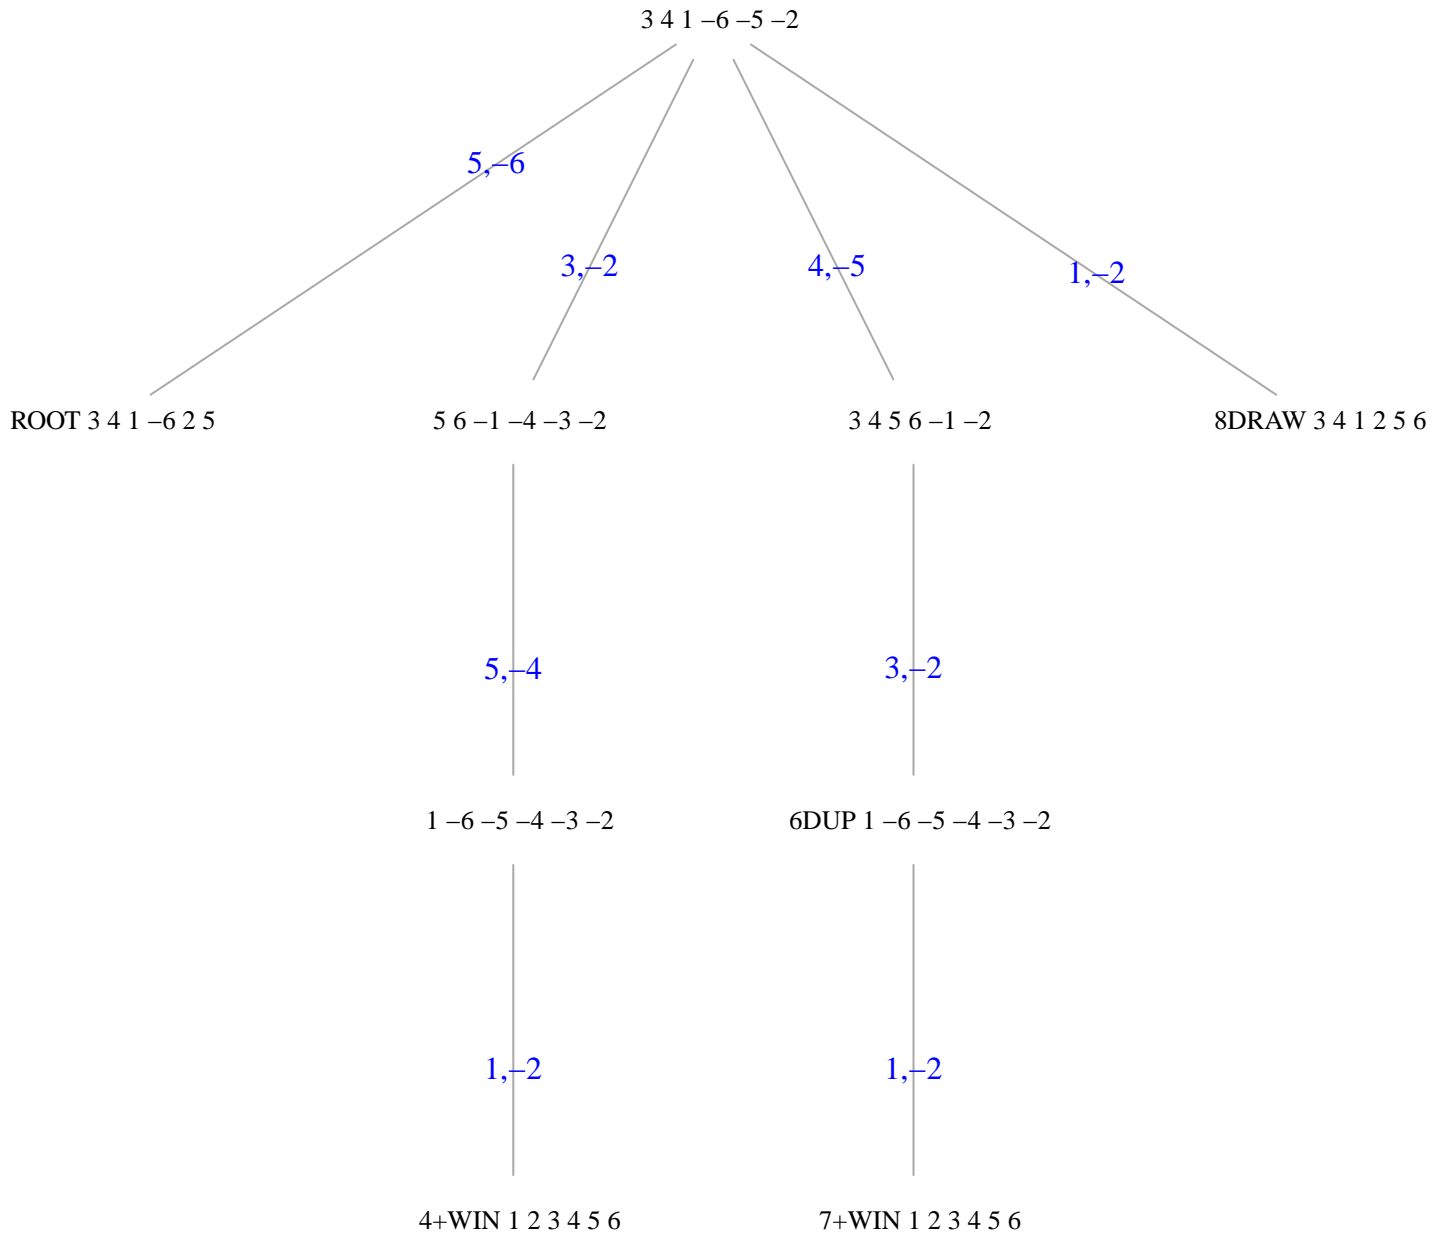 3 4 1 –6 –5 –2
5,–6
3,–2
4,–5
1,–2
ROOT 3 4 1 –6 2 5
5 6 –1 –4 –3 –2
3 4 5 6 –1 –2
8DRAW 3 4 1 2 5 6
5,–4
3,–2
1 –6 –5 –4 –3 –2
6DUP 1 –6 –5 –4 –3 –2
1,–2
1,–2
4+WIN 1 2 3 4 5 6
7+WIN 1 2 3 4 5 6